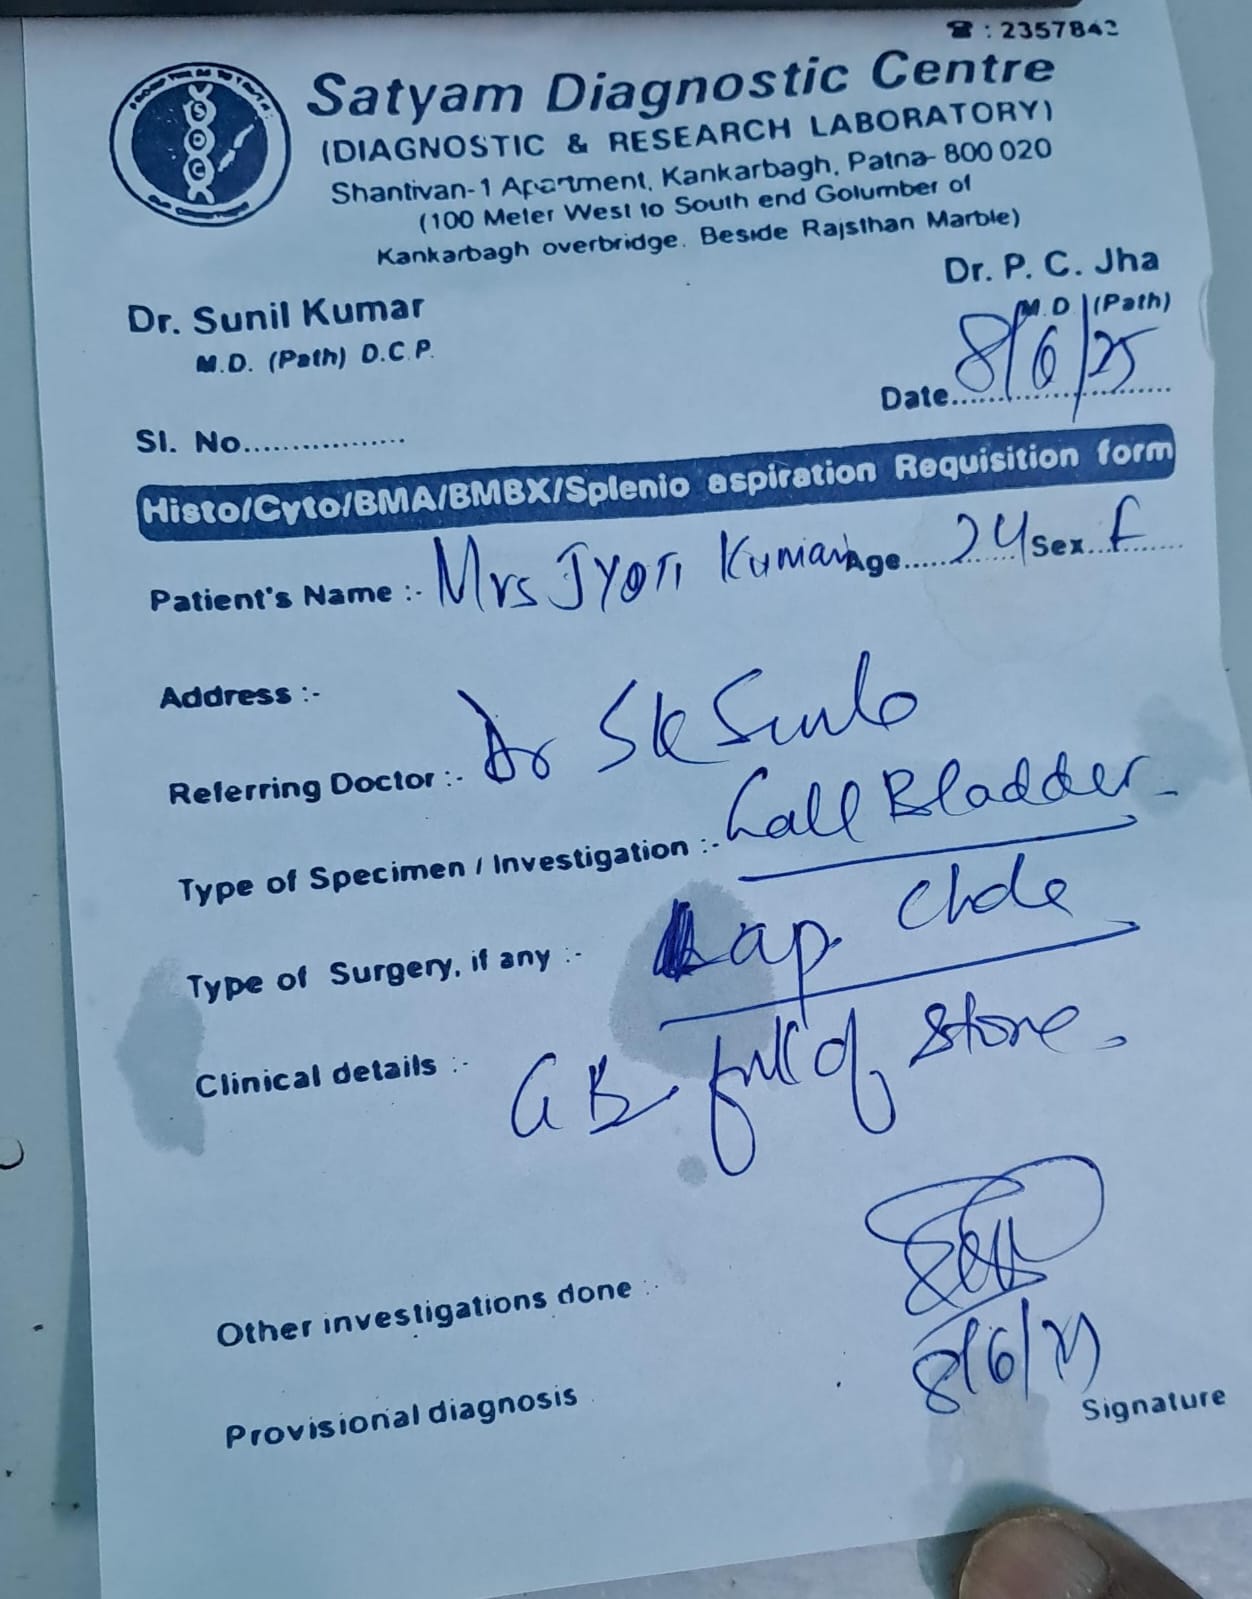 ☎ : 2357842
Satyam Diagnostic Centre
(DIAGNOSTIC & RESEARCH LABORATORY)
Shantivan-1 Apartment, Kankarbagh, Patna- 800 020
(100 Meter West to South end Golumber of
Kankarbagh overbridge. Beside Rajsthan Marble)
Dr. P. C. Jha
M.D. (Path)
Dr. Sunil Kumar
M.D. (Path) D.C.P.
Date...... 8/6/25
Sl. No.................
Histo/Cyto/BMA/BMBX/Splenio aspiration Requisition form
Patient's Name :- Mrs Jyoti Kumari Age..... 24 Sex... F
Address :-
Referring Doctor :- Dr SK
Type of Specimen / Investigation :- Gall Bladder
Type of Surgery, if any :- Lap Chole
Clinical details :- GB full of Stone.
Other investigations done :-
8/6/25
Provisional diagnosis
Signature